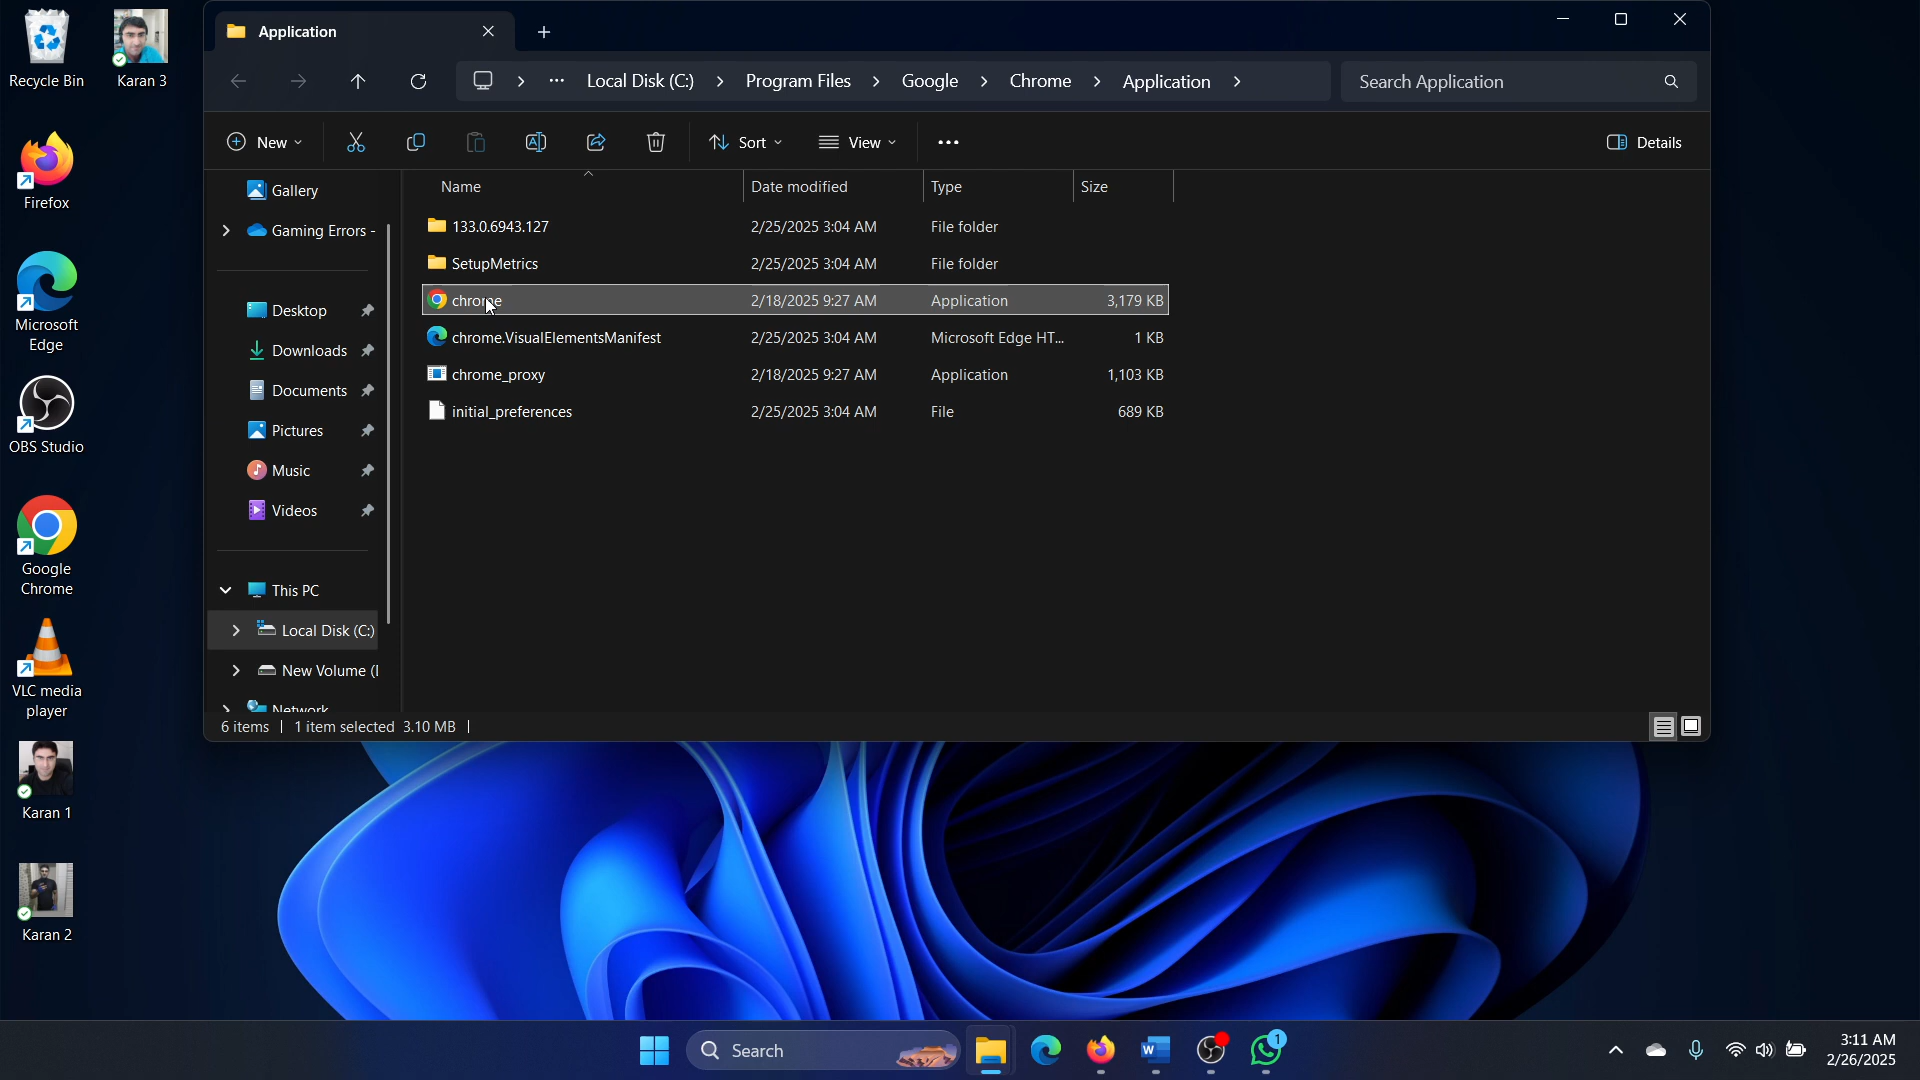 Recycle Bin
Karan 3
Firefox
Microsoft
Edge
OBS Studio
Google
Chrome
VLC media
player
Karan 1
Karan 2
Application
Local Disk (C:)
Program Files
Google
Chrome
Application
Search Application
New
Sort
View
Details
Gallery
Gaming Errors -
Desktop
Downloads
Documents
Pictures
Music
Videos
This PC
Local Disk (C:)
New Volume (
Network
Name Date modified Type Size
133.0.6943.127 2/25/2025 3:04 AM File folder
SetupMetrics 2/25/2025 3:04 AM File folder
chrome 2/18/2025 9:27 AM Application 3,179 KB
chrome.VisualElementsManifest 2/25/2025 3:04 AM Microsoft Edge HT... 1 KB
chrome_proxy 2/18/2025 9:27 AM Application 1,103 KB
initial_preferences 2/25/2025 3:04 AM File 689 KB
6 items 1 item selected 3.10 MB
Search
1
3:11 AM
2/26/2025